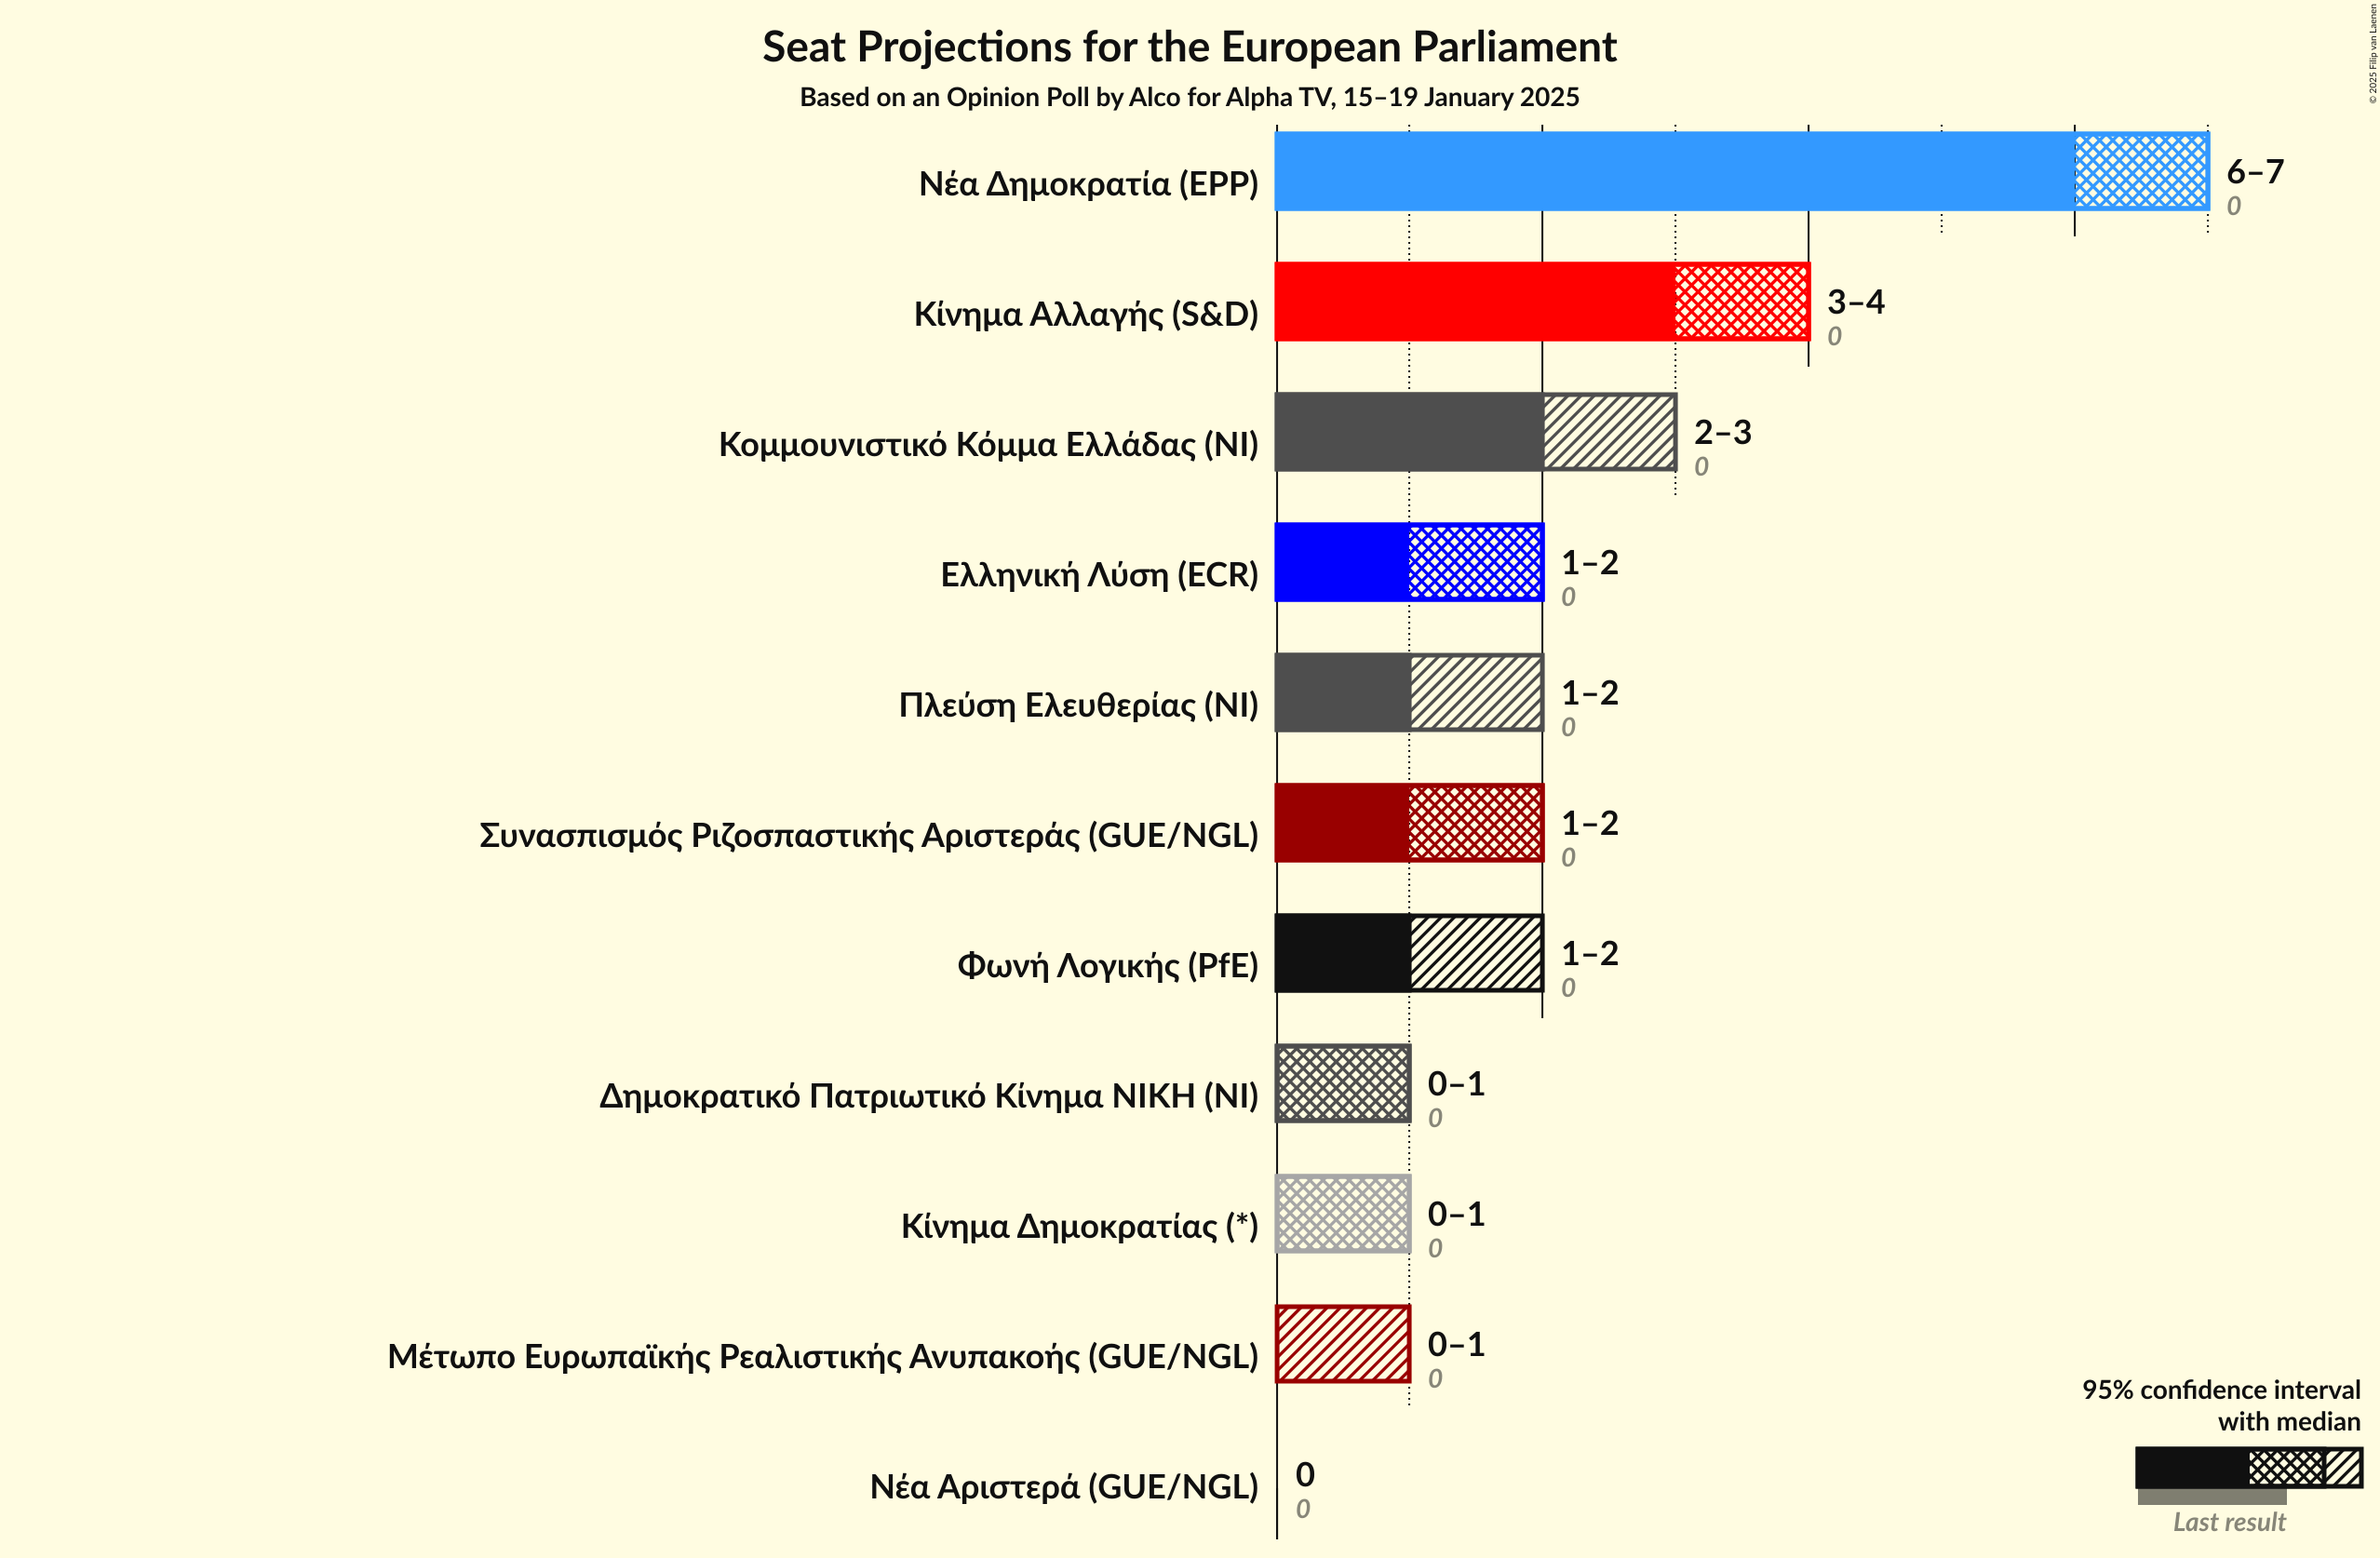 Seat Projections for the European Parliament
Based on an Opinion Poll by Alco for Alpha TV, 15–19 January 2025
© 2025 Filip van Laenen
Νέα Δημοκρατία (EPP)
6–7
0
Κίνημα Αλλαγής (S&D)
3–4
0
Κομμουνιστικό Κόμμα Ελλάδας (NI)
2–3
0
Ελληνική Λύση (ECR)
1–2
0
Πλεύση Ελευθερίας (NI)
1–2
0
Συνασπισμός Ριζοσπαστικής Αριστεράς (GUE/NGL)
1–2
0
Φωνή Λογικής (PfE)
1–2
0
Δημοκρατικό Πατριωτικό Κίνημα ΝΙΚΗ (NI)
0–1
0
Κίνημα Δημοκρατίας (*)
0–1
0
Μέτωπο Ευρωπαϊκής Ρεαλιστικής Ανυπακοής (GUE/NGL)
0–1
0
Νέα Αριστερά (GUE/NGL)
0
0
95% confidence interval
with median
Last result